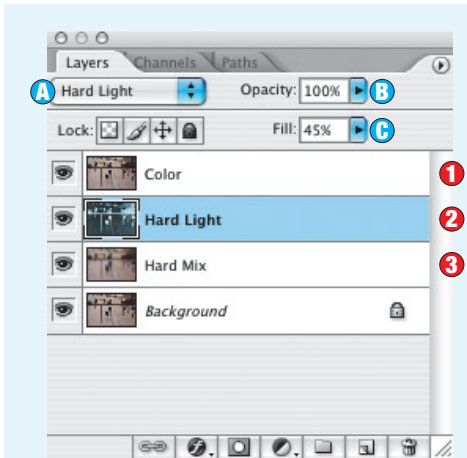 Layers Channels Paths
A Hard Light Opacity: 100% B
Lock: Fill: 45% C
Color 1
Hard Light 2
Hard Mix 3
Background